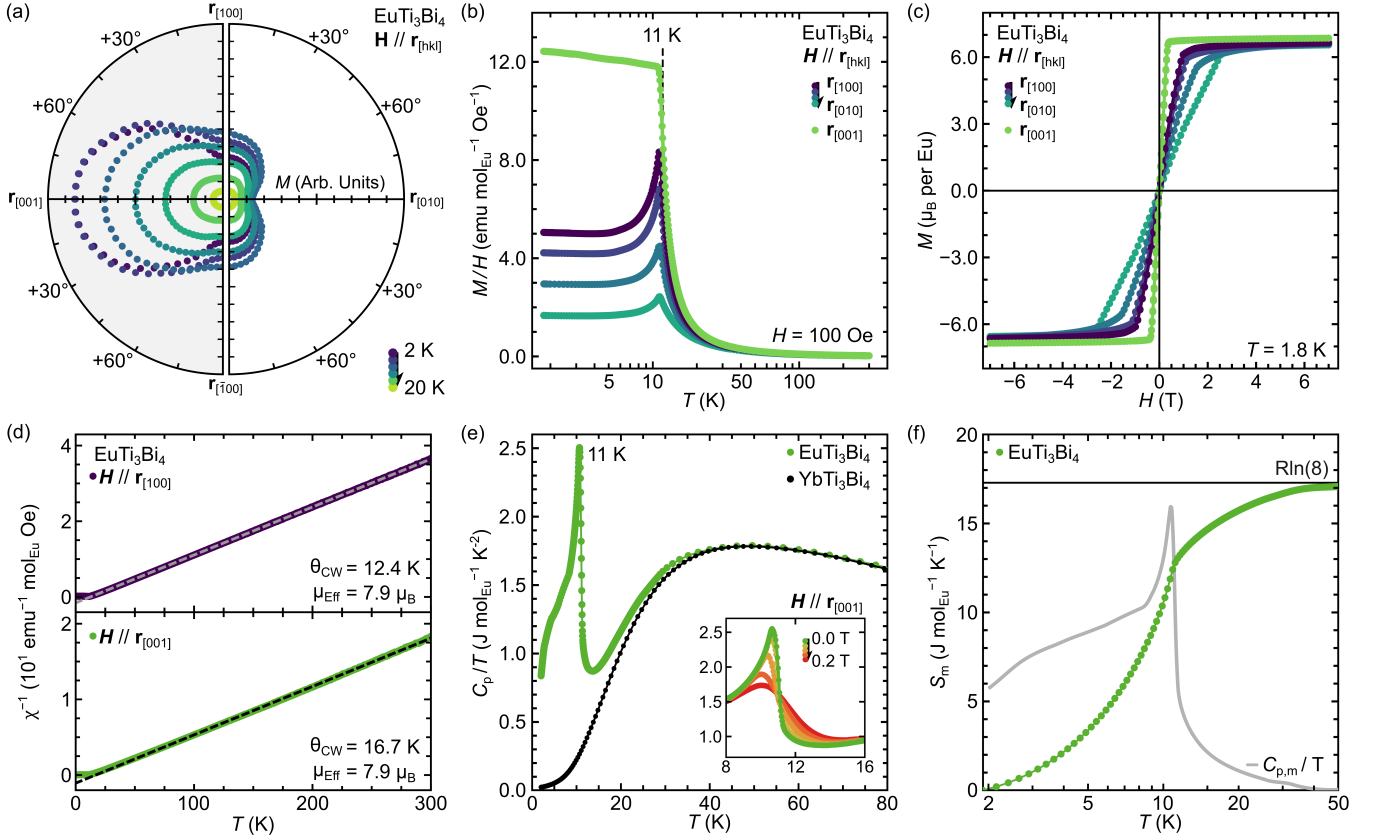 (a)
r[100]
EuTi₃Bi₄
H // r[hkl]
+30°
+30°
+60°
+60°
r[001]
M (Arb. Units)
r[010]
+30°
+30°
+60°
+60°
r[1̄00]
2 K
20 K
(b)
11 K
EuTi₃Bi₄
H // r[hkl]
r[100]
r[010]
r[001]
12.0
8.0
4.0
0.0
M/H (emu molEu⁻¹ Oe⁻¹)
H = 100 Oe
5 10 50 100
T (K)
(c)
EuTi₃Bi₄
H // r[hkl]
r[100]
r[010]
r[001]
6.0
3.0
0.0
−3.0
−6.0
M (μB per Eu)
T = 1.8 K
−6 −4 −2 0 2 4 6
H (T)
(d)
EuTi₃Bi₄
H // r[100]
4
2
0
θCW = 12.4 K
μEff = 7.9 μB
H // r[001]
2
1
0
θCW = 16.7 K
μEff = 7.9 μB
χ⁻¹ (10¹ emu⁻¹ molEu Oe)
0 100 200 300
T (K)
(e)
11 K
EuTi₃Bi₄
YbTi₃Bi₄
2.5
2.0
1.5
1.0
0.5
0.0
Cp/T (J molEu⁻¹ K⁻²)
H // r[001]
2.5
2.0
1.5
1.0
0.0 T
0.2 T
8 12 16
0 20 40 60 80
T (K)
(f)
EuTi₃Bi₄
Rln(8)
20
15
10
5
0
Sm (J molEu⁻¹ K⁻¹)
Cp,m / T
2 5 10 20 50
T (K)